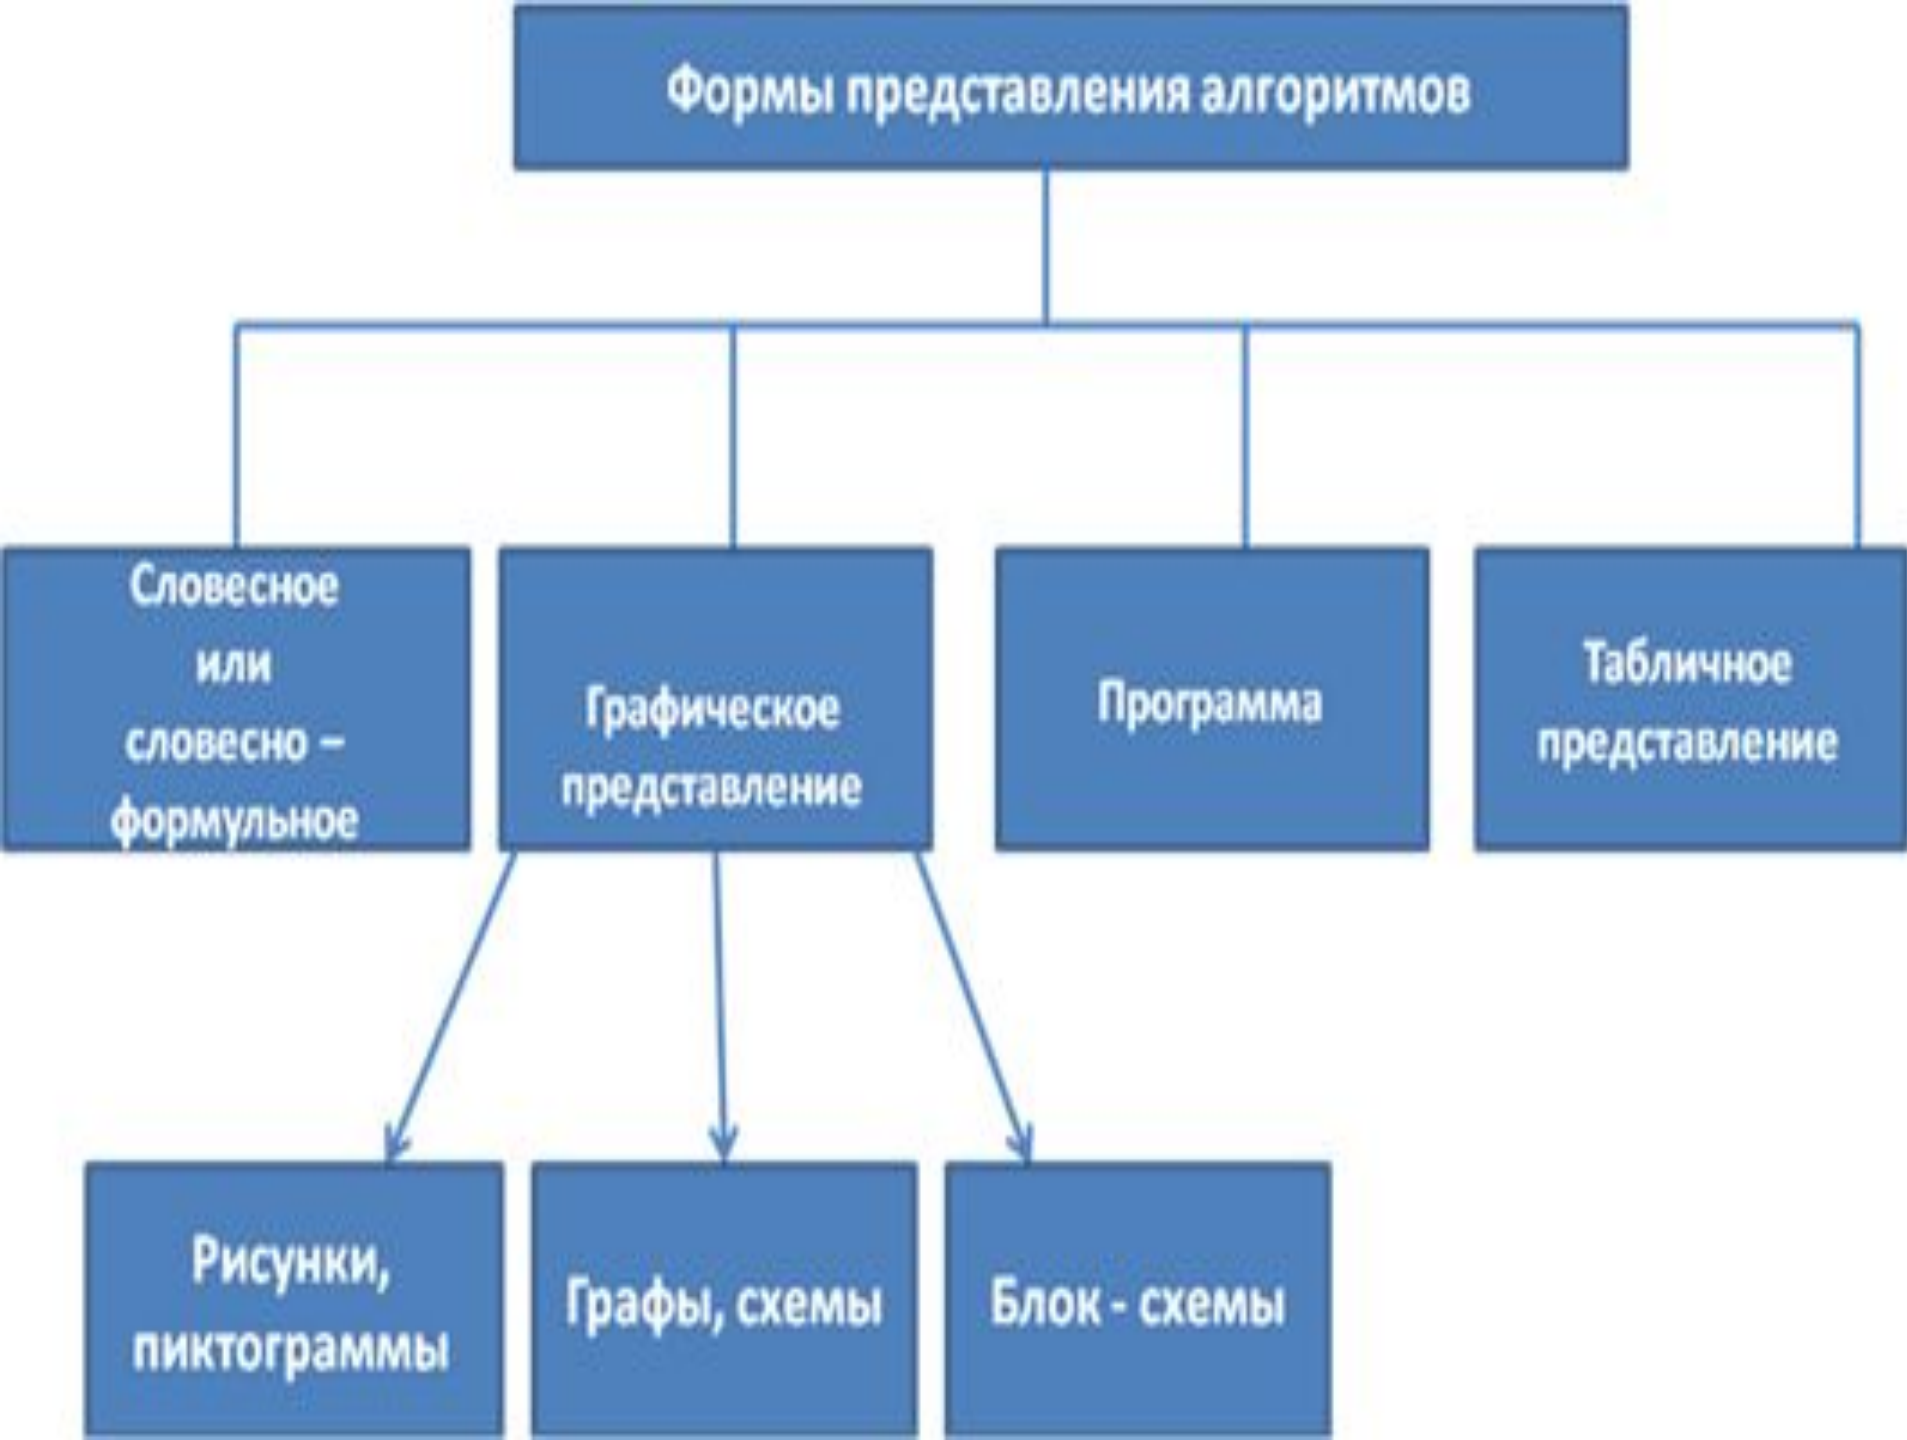 Формы представления алгоритмов
Словесное
или
словесно –
формульное
Графическое
представление
Программа
Табличное
представление
Рисунки,
пиктограммы
Графы, схемы
Блок - схемы